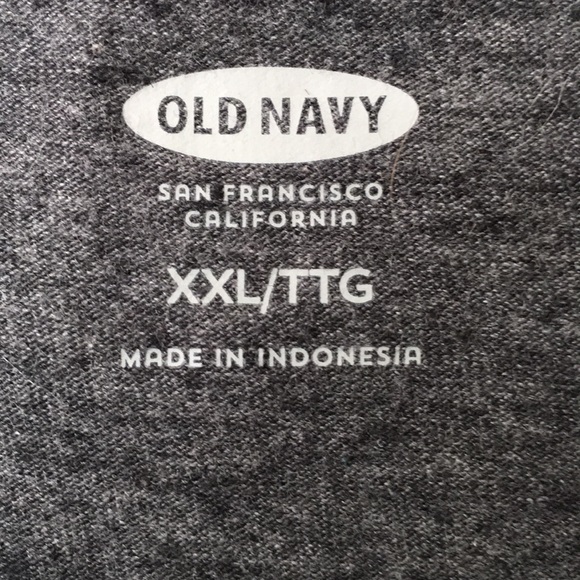 OLD NAVY
SAN FRANCISCO
CALIFORNIA
XXL/TTG
MADE IN INDONESIA